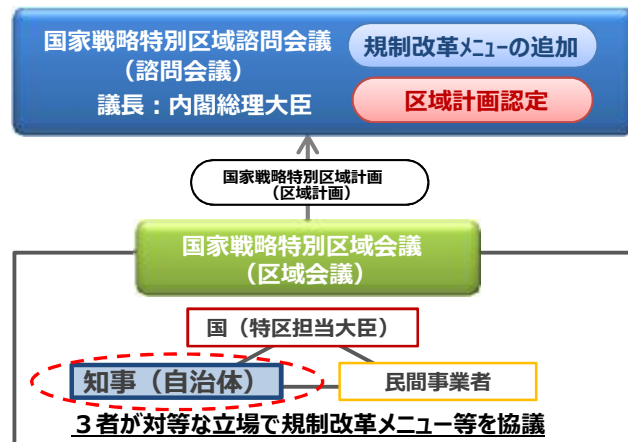 国家戦略特別区域諮問会議
（諮問会議）
議長：内閣総理大臣
規制改革メニューの追加
区域計画認定
国家戦略特別区域計画
（区域計画）
国家戦略特別区域会議
（区域会議）
国（特区担当大臣）
知事（自治体）
民間事業者
３者が対等な立場で規制改革メニュー等を協議